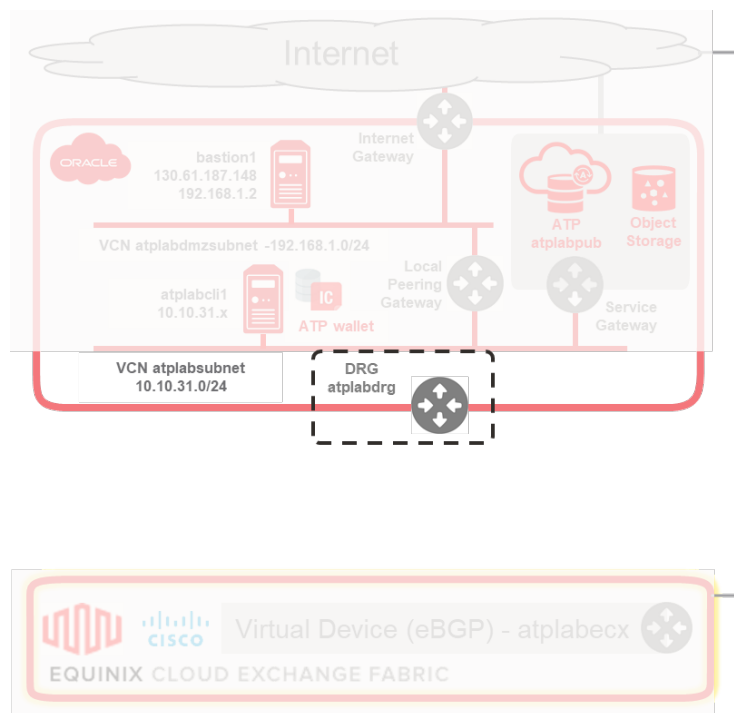 Internet
Internet
Gateway
ORACLE
bastion1
130.61.187.148
192.168.1.2
ATP
atplabpub
Object
Storage
VCN atplabdmzsubnet -192.168.1.0/24
Local
Peering
Gateway
atplabcli1
10.10.31.x
IC
ATP wallet
Service
Gateway
VCN atplabsubnet
10.10.31.0/24
DRG
atplabdrg
CISCO
Virtual Device (eBGP) - atplabecx
EQUINIX CLOUD EXCHANGE FABRIC